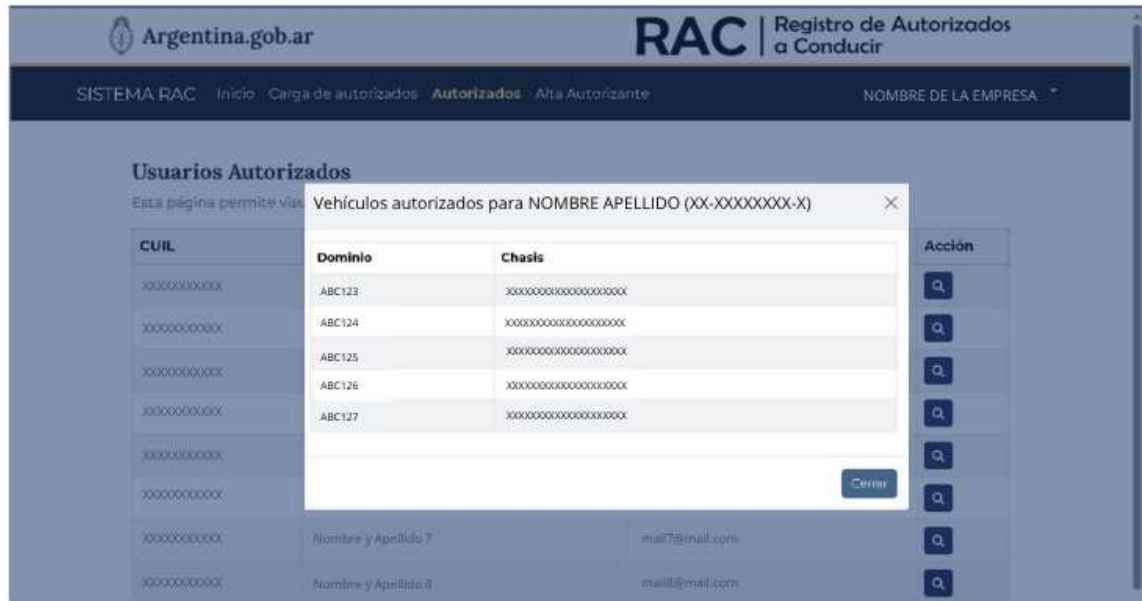 Argentina.gob.ar
RAC Registro de Autorizados
a Conducir
SISTEMA RAC Inicio Carga de autorizados Autorizados Alta Autorizante NOMBRE DE LA EMPRESA
Usuarios Autorizados
Esta página permite
Vehículos autorizados para NOMBRE APELLIDO (XX-XXXXXXXX-X)
CUIL Acción
Dominio Chasis
XXXXXXXXXXX
ABC123 XXXXXXXXXXXXXXXXXXXX
ABC124 XXXXXXXXXXXXXXXXXXXX
XXXXXXXXXXX
ABC125 XXXXXXXXXXXXXXXXXXXX
XXXXXXXXXXX
ABC126 XXXXXXXXXXXXXXXXXXXX
ABC127 XXXXXXXXXXXXXXXXXXXX
XXXXXXXXXXX
XXXXXXXXXXX
Cerrar
XXXXXXXXXXX
XXXXXXXXXXX Nombre y Apellido 7 mail7@mail.com
XXXXXXXXXXX Nombre y Apellido 8 mail8@mail.com